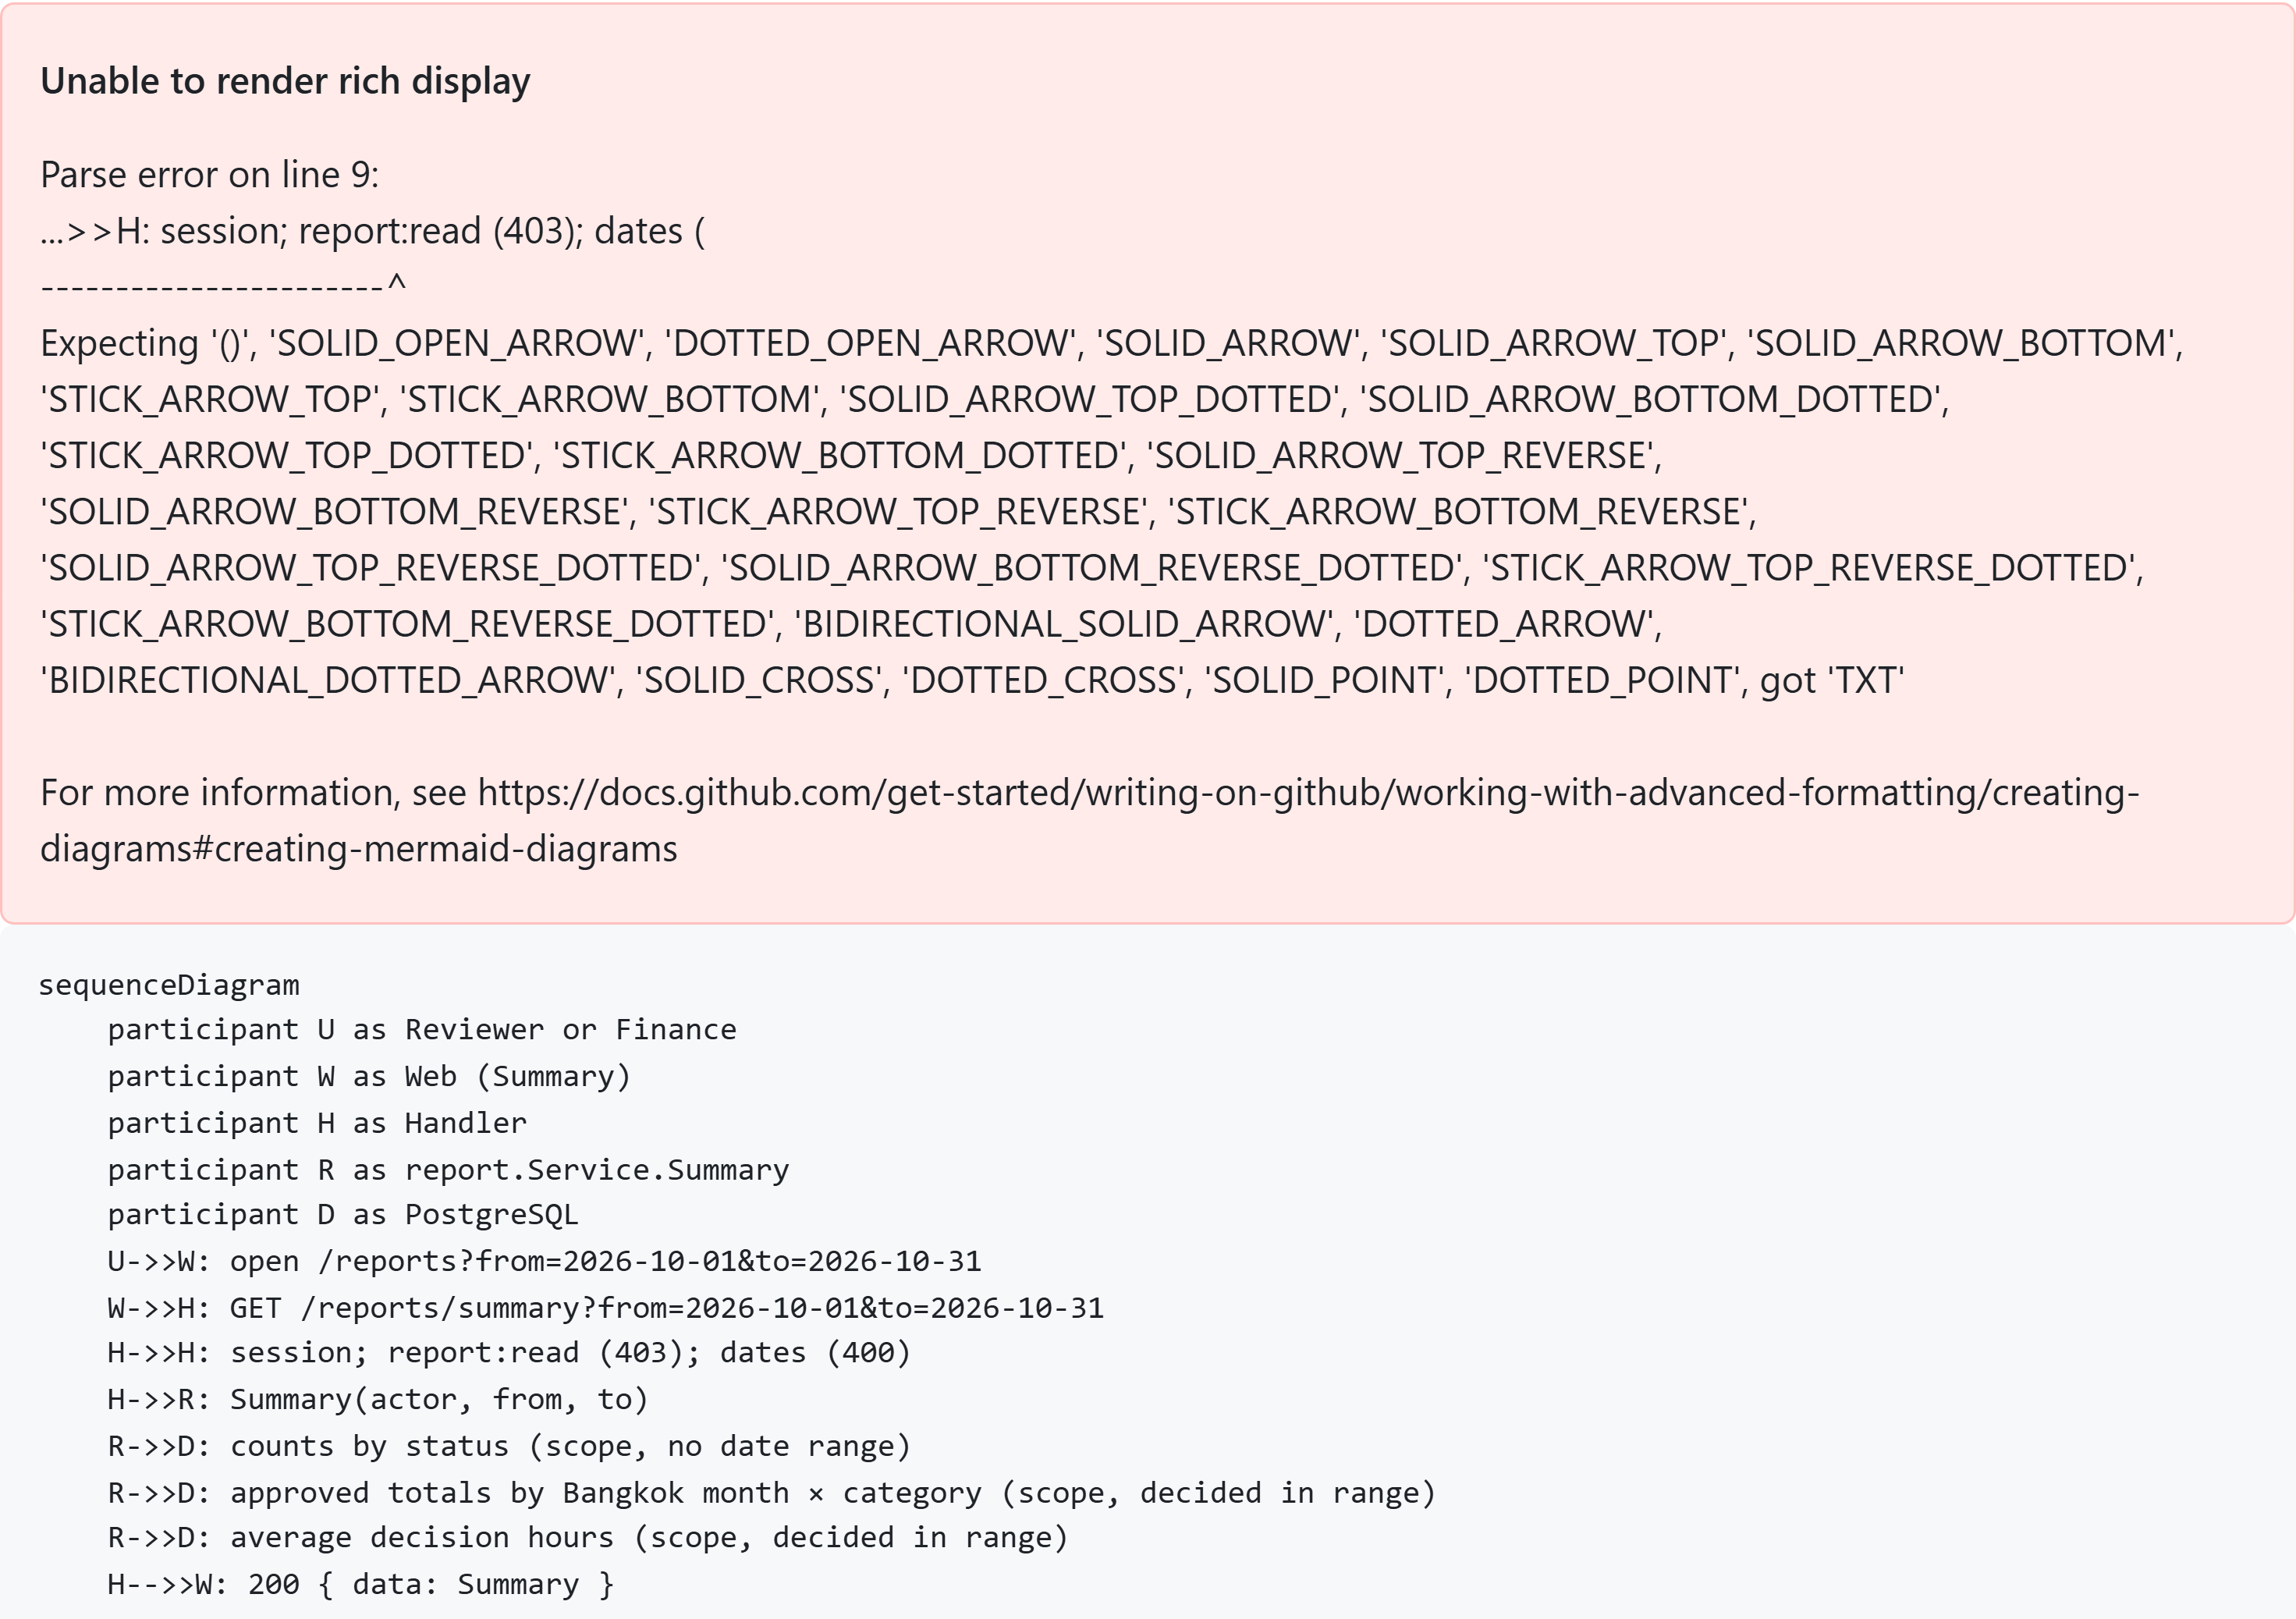 Unable to render rich display
Parse error on line 9:
...>>H: session; report:read (403); dates (
-----------------------^
Expecting '()', 'SOLID_OPEN_ARROW', 'DOTTED_OPEN_ARROW', 'SOLID_ARROW', 'SOLID_ARROW_TOP', 'SOLID_ARROW_BOTTOM',
'STICK_ARROW_TOP', 'STICK_ARROW_BOTTOM', 'SOLID_ARROW_TOP_DOTTED', 'SOLID_ARROW_BOTTOM_DOTTED',
'STICK_ARROW_TOP_DOTTED', 'STICK_ARROW_BOTTOM_DOTTED', 'SOLID_ARROW_TOP_REVERSE',
'SOLID_ARROW_BOTTOM_REVERSE', 'STICK_ARROW_TOP_REVERSE', 'STICK_ARROW_BOTTOM_REVERSE',
'SOLID_ARROW_TOP_REVERSE_DOTTED', 'SOLID_ARROW_BOTTOM_REVERSE_DOTTED', 'STICK_ARROW_TOP_REVERSE_DOTTED',
'STICK_ARROW_BOTTOM_REVERSE_DOTTED', 'BIDIRECTIONAL_SOLID_ARROW', 'DOTTED_ARROW',
'BIDIRECTIONAL_DOTTED_ARROW', 'SOLID_CROSS', 'DOTTED_CROSS', 'SOLID_POINT', 'DOTTED_POINT', got 'TXT'
For more information, see https://docs.github.com/get-started/writing-on-github/working-with-advanced-formatting/creating-
diagrams#creating-mermaid-diagrams
sequenceDiagram
    participant U as Reviewer or Finance
    participant W as Web (Summary)
    participant H as Handler
    participant R as report.Service.Summary
    participant D as PostgreSQL
    U->>W: open /reports?from=2026-10-01&to=2026-10-31
    W->>H: GET /reports/summary?from=2026-10-01&to=2026-10-31
    H->>H: session; report:read (403); dates (400)
    H->>R: Summary(actor, from, to)
    R->>D: counts by status (scope, no date range)
    R->>D: approved totals by Bangkok month × category (scope, decided in range)
    R->>D: average decision hours (scope, decided in range)
    H-->>W: 200 { data: Summary }